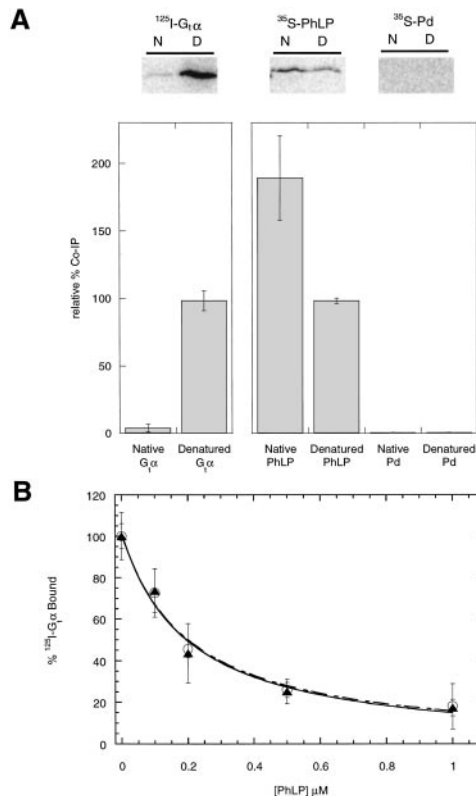 A
125I-Gtα 35S-PhLP 35S-Pd
N D N D N D
relative % Co-IP
200
150
100
50
0
Native Gtα
Denatured Gtα
Native PhLP
Denatured PhLP
Native Pd
Denatured Pd
B
% 125I-Gtα Bound
120
100
80
60
40
20
0
0 0.2 0.4 0.6 0.8 1
[PhLP] μM